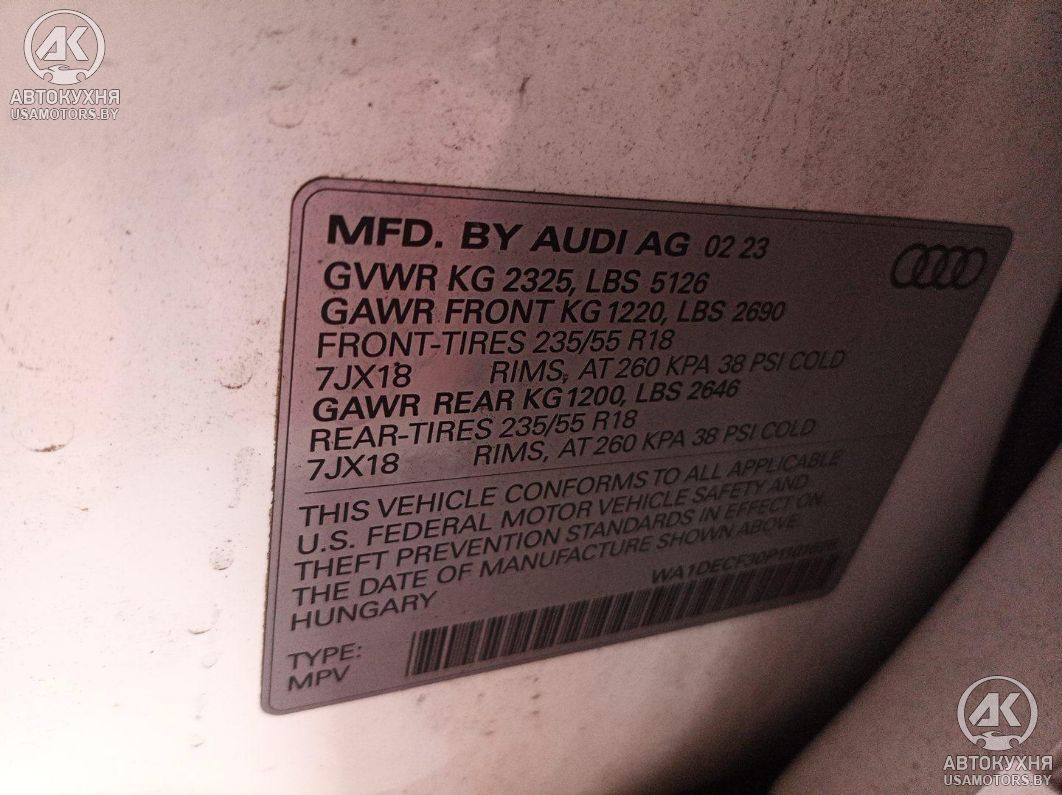 AK
АВТОКУХНЯ
USAMOTORS.BY
MFD. BY AUDI AG 02 23
GVWR KG 2325, LBS 5126
GAWR FRONT KG 1220, LBS 2690
FRONT-TIRES 235/55 R18
7JX18 RIMS, AT 260 KPA 38 PSI COLD
GAWR REAR KG 1200, LBS 2646
REAR-TIRES 235/55 R18
7JX18 RIMS, AT 260 KPA 38 PSI COLD
THIS VEHICLE CONFORMS TO ALL APPLICABLE
U.S. FEDERAL MOTOR VEHICLE SAFETY AND
THEFT PREVENTION STANDARDS IN EFFECT ON
THE DATE OF MANUFACTURE SHOWN ABOVE
HUNGARY
TYPE:
MPV
AK
АВТОКУХНЯ
USAMOTORS.BY